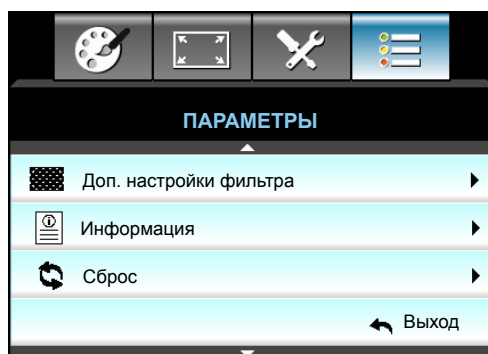 ПАРАМЕТРЫ
Доп. настройки фильтра
Информация
Сброс
Выход